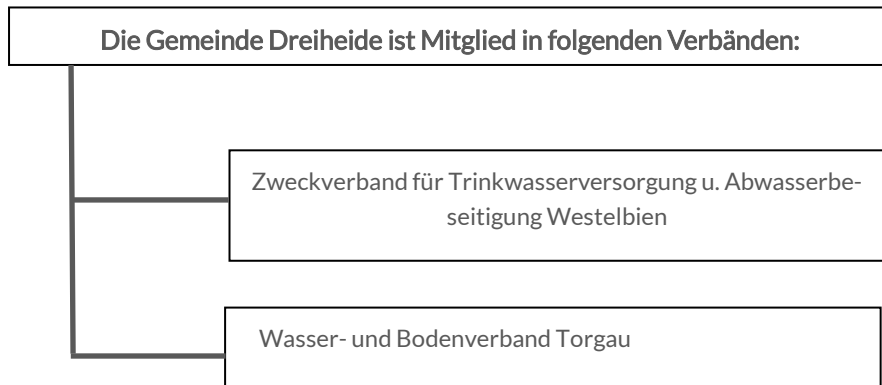 Die Gemeinde Dreiheide ist Mitglied in folgenden Verbänden:
Zweckverband für Trinkwasserversorgung u. Abwasserbe-
seitigung Westelbien
Wasser- und Bodenverband Torgau